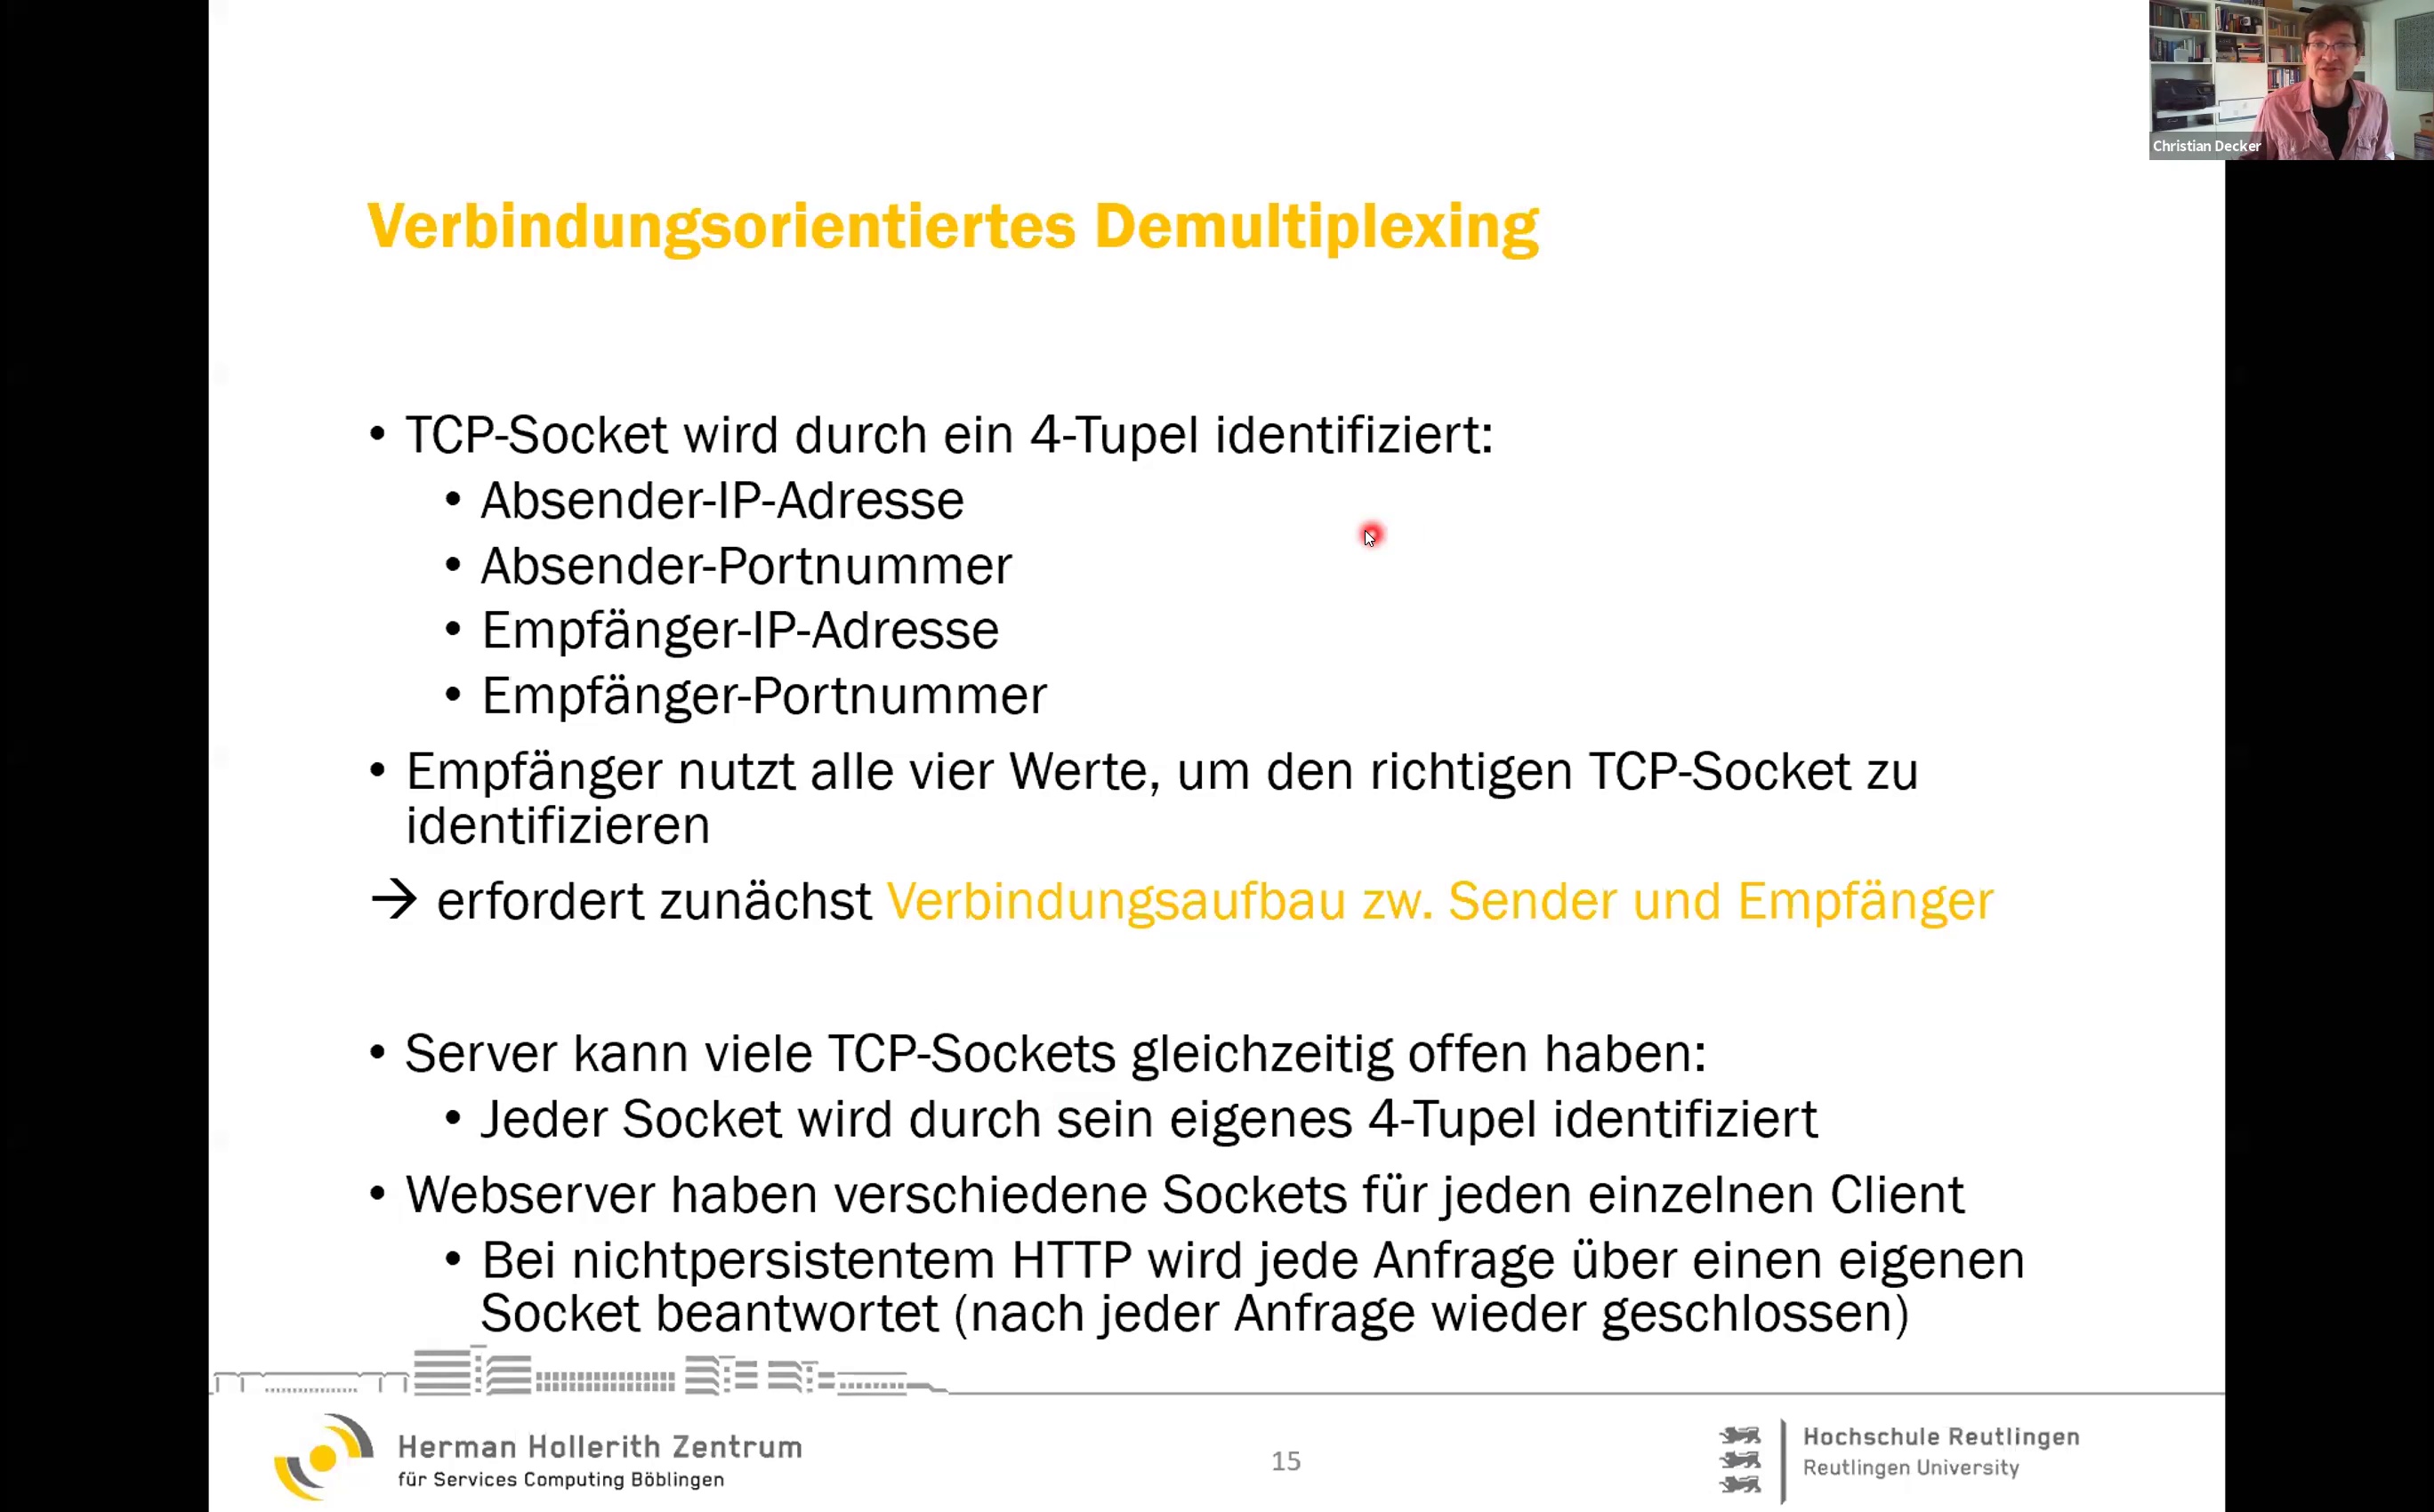 Christian Decker
Verbindungsorientiertes Demultiplexing
• TCP-Socket wird durch ein 4-Tupel identifiziert:
• Absender-IP-Adresse
• Absender-Portnummer
• Empfänger-IP-Adresse
• Empfänger-Portnummer
• Empfänger nutzt alle vier Werte, um den richtigen TCP-Socket zu
identifizieren
→ erfordert zunächst Verbindungsaufbau zw. Sender und Empfänger
• Server kann viele TCP-Sockets gleichzeitig offen haben:
• Jeder Socket wird durch sein eigenes 4-Tupel identifiziert
• Webserver haben verschiedene Sockets für jeden einzelnen Client
• Bei nichtpersistentem HTTP wird jede Anfrage über einen eigenen
Socket beantwortet (nach jeder Anfrage wieder geschlossen)
Herman Hollerith Zentrum
für Services Computing Böblingen
15
Hochschule Reutlingen
Reutlingen University